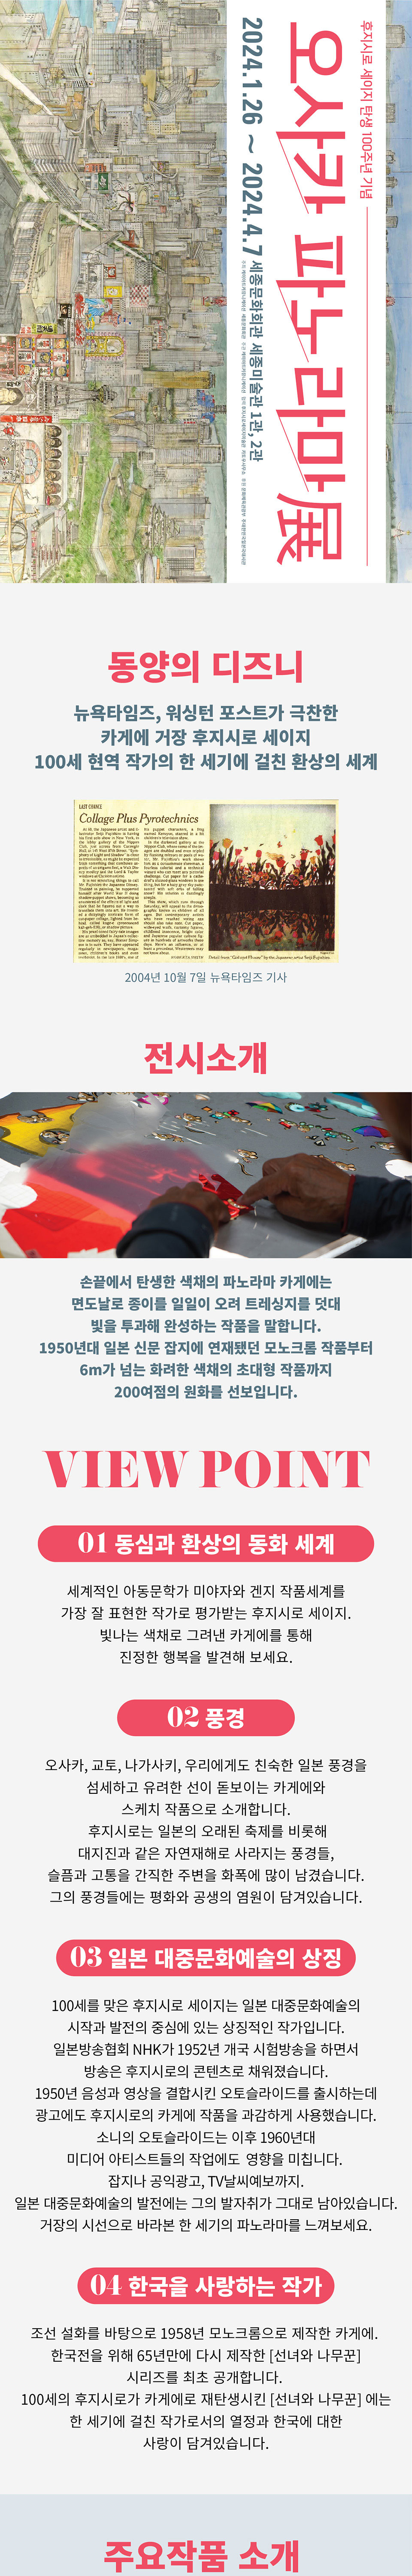 후지시로 세이지 탄생 100주년 기념
오사카 파노라마展
2024.1.26 ~ 2024.4.7 세종문화회관 세종미술관 1관, 2관
동양의 디즈니
뉴욕타임즈, 워싱턴 포스트가 극찬한
카게에 거장 후지시로 세이지
100세 현역 작가의 한 세기에 걸친 환상의 세계
LAST CHANCE
Collage Plus Pyrotechnics
2004년 10월 7일 뉴욕타임즈 기사
전시소개
손끝에서 탄생한 색채의 파노라마 카게에는
면도날로 종이를 일일이 오려 트레싱지를 덧대
빛을 투과해 완성하는 작품을 말합니다.
1950년대 일본 신문 잡지에 연재됐던 모노크롬 작품부터
6m가 넘는 화려한 색채의 초대형 작품까지
200여점의 원화를 선보입니다.
VIEW POINT
01 동심과 환상의 동화 세계
세계적인 아동문학가 미야자와 겐지 작품세계를
가장 잘 표현한 작가로 평가받는 후지시로 세이지.
빛나는 색채로 그려낸 카게에를 통해
진정한 행복을 발견해 보세요.
02 풍경
오사카, 교토, 나가사키, 우리에게도 친숙한 일본 풍경을
섬세하고 유려한 선이 돋보이는 카게에와
스케치 작품으로 소개합니다.
후지시로는 일본의 오래된 축제를 비롯해
대지진과 같은 자연재해로 사라지는 풍경들,
슬픔과 고통을 간직한 주변을 화폭에 많이 남겼습니다.
그의 풍경들에는 평화와 공생의 염원이 담겨있습니다.
03 일본 대중문화예술의 상징
100세를 맞은 후지시로 세이지는 일본 대중문화예술의
시작과 발전의 중심에 있는 상징적인 작가입니다.
일본방송협회 NHK가 1952년 개국 시험방송을 하면서
방송은 후지시로의 콘텐츠로 채워졌습니다.
1950년 음성과 영상을 결합시킨 오토슬라이드를 출시하는데
광고에도 후지시로의 카게에 작품을 과감하게 사용했습니다.
소니의 오토슬라이드는 이후 1960년대
미디어 아티스트들의 작업에도 영향을 미칩니다.
잡지나 공익광고, TV날씨예보까지.
일본 대중문화예술의 발전에는 그의 발자취가 그대로 남아있습니다.
거장의 시선으로 바라본 한 세기의 파노라마를 느껴보세요.
04 한국을 사랑하는 작가
조선 설화를 바탕으로 1958년 모노크롬으로 제작한 카게에.
한국전을 위해 65년만에 다시 제작한 [선녀와 나무꾼]
시리즈를 최초 공개합니다.
100세의 후지시로가 카게에로 재탄생시킨 [선녀와 나무꾼] 에는
한 세기에 걸친 작가로서의 열정과 한국에 대한
사랑이 담겨있습니다.
주요작품 소개